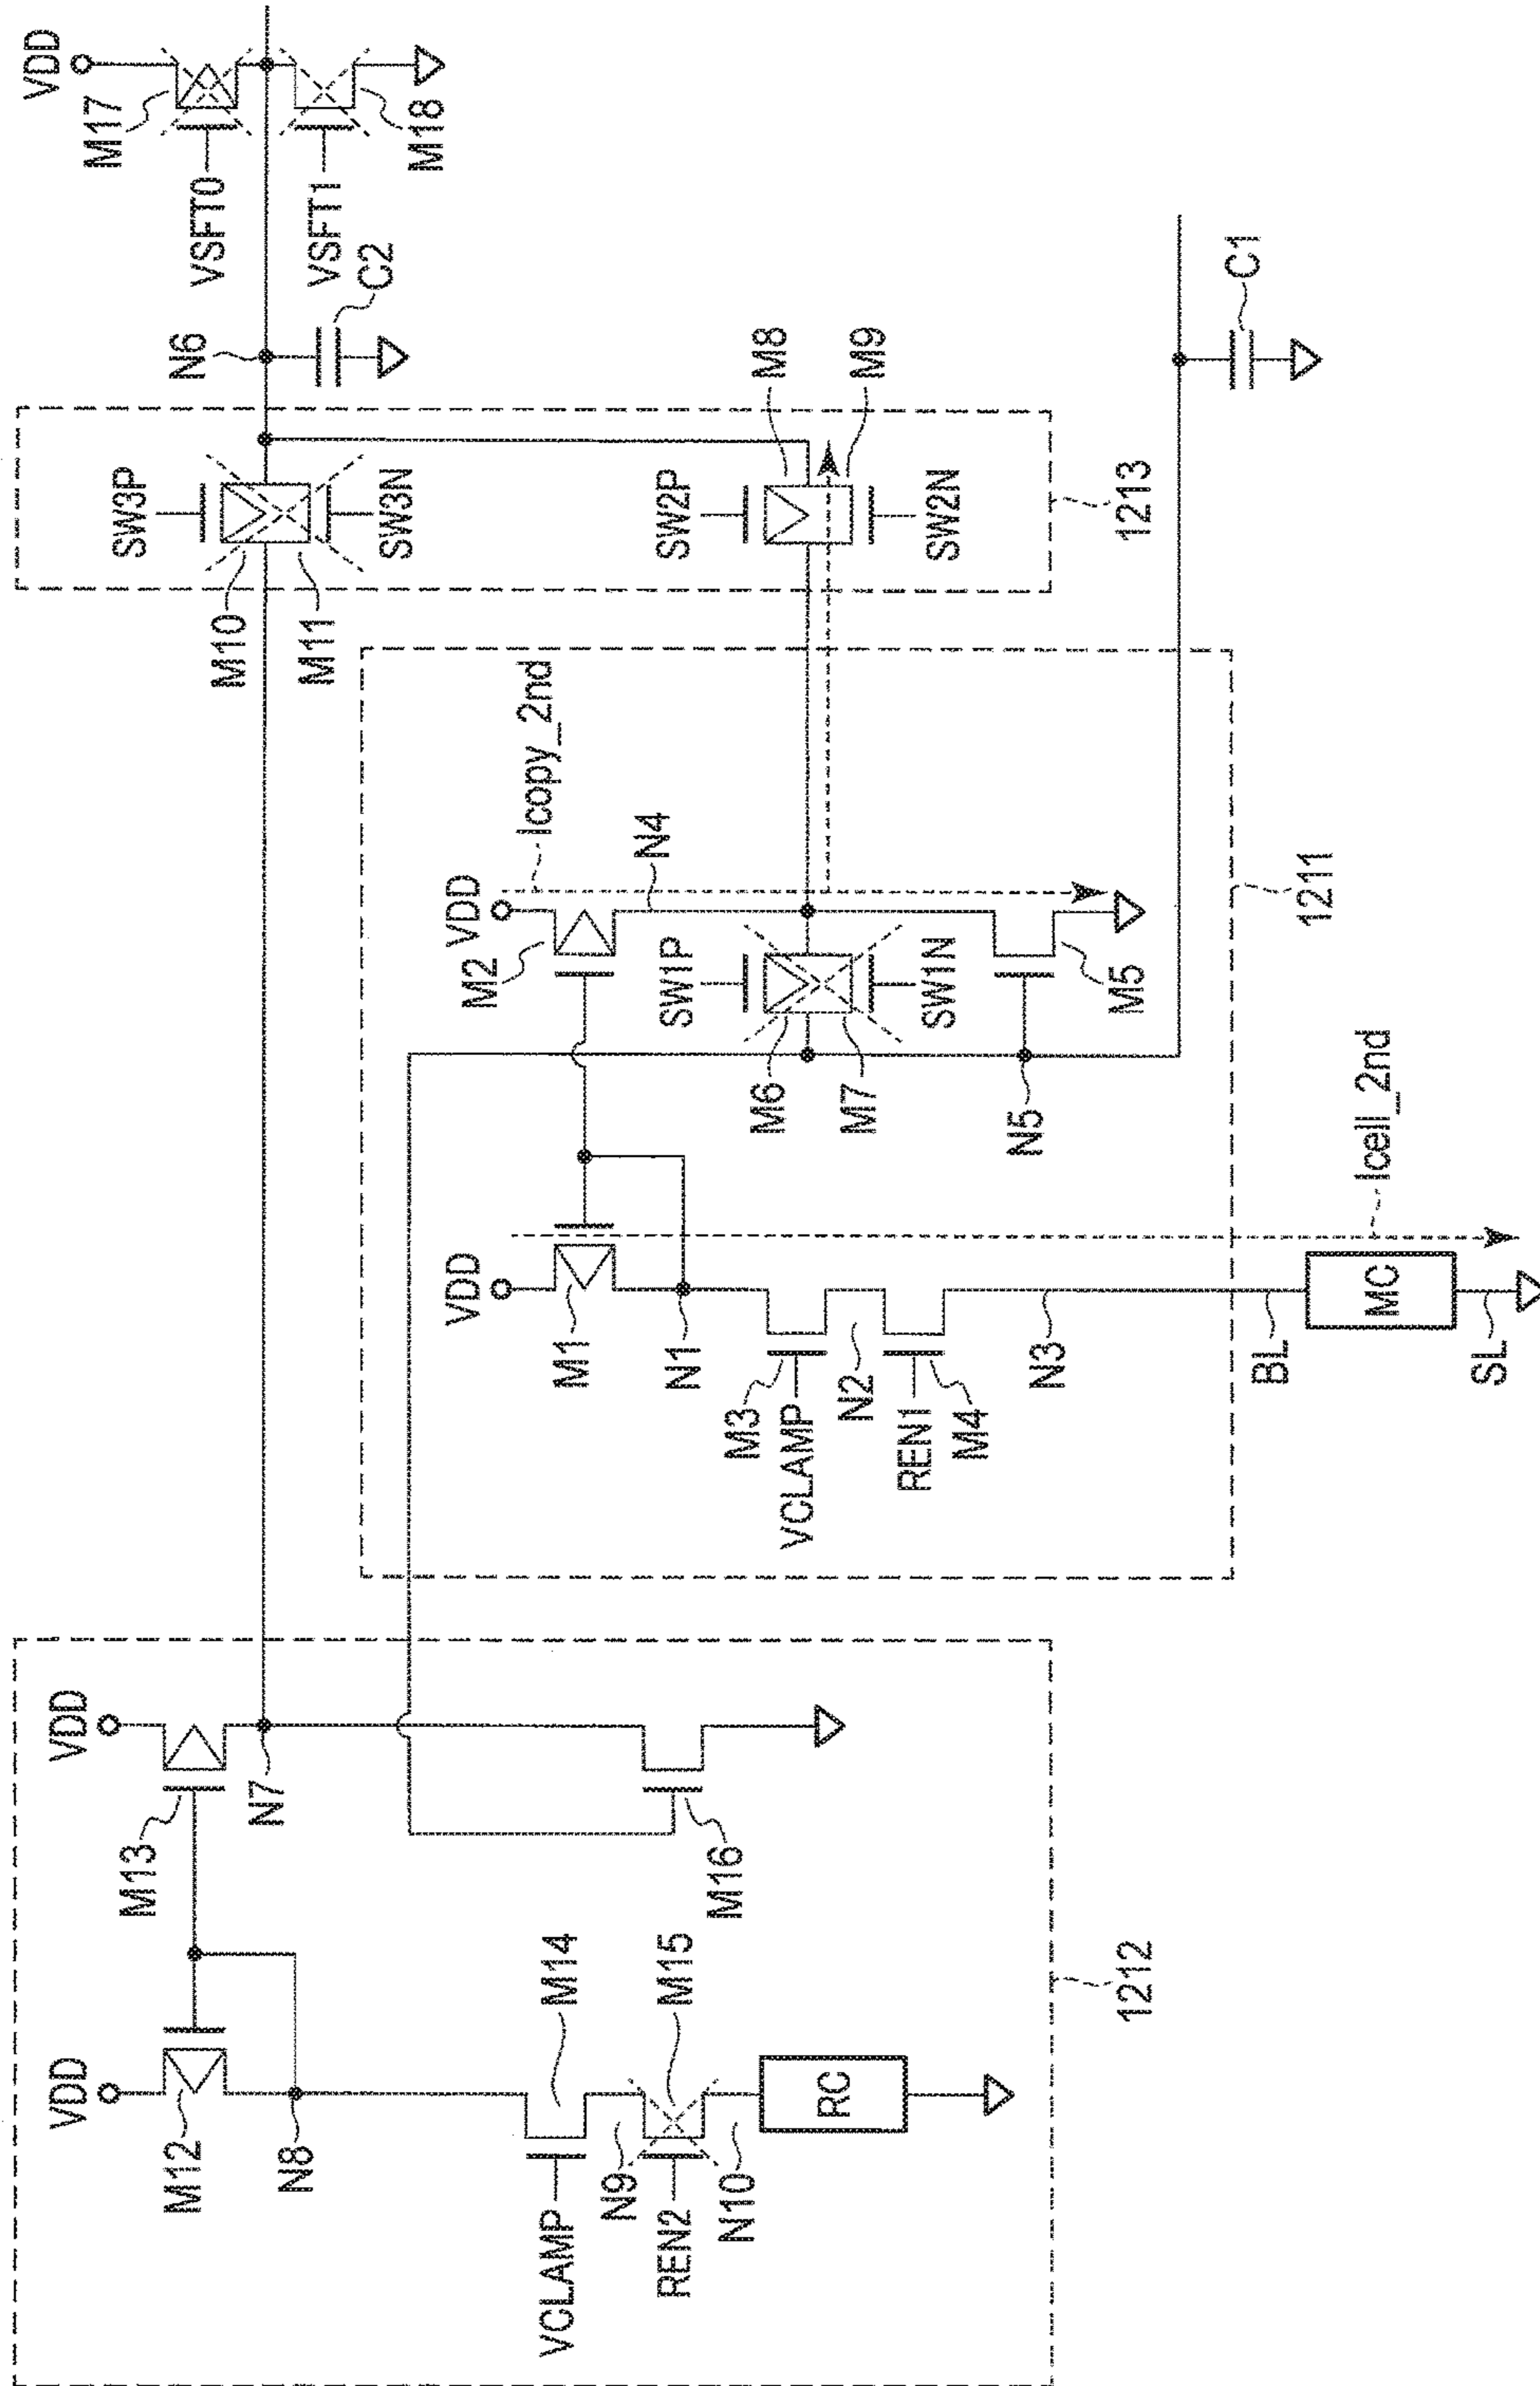 VDD
M17
VSFT0
VSFT1
M18
N6
C2
SW3P
SW3N
M10
M11
M8
M9
SW2P
SW2N
1213
C1
Icopy_2nd
VDD
M2
N4
SW1P
SW1N
M6
M7
M5
N5
1211
VDD
M1
N1
M3
VCLAMP
N2
REN1
M4
N3
Icell_2nd
BL
MC
SL
VDD
M13
N7
M16
VDD
M12
N8
M14
VCLAMP
N9
M15
REN2
N10
RC
1212